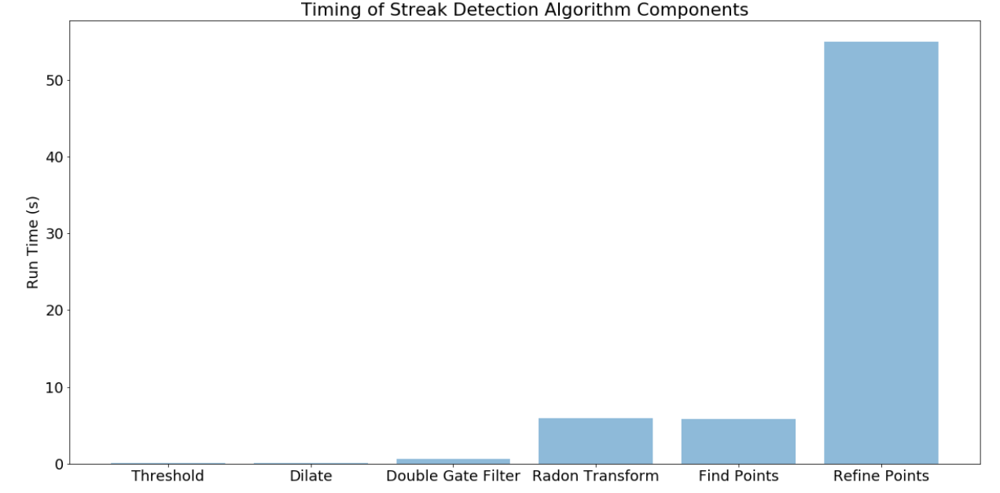 Timing of Streak Detection Algorithm Components
Run Time (s)
50
40
30
20
10
0
Threshold Dilate Double Gate Filter Radon Transform Find Points Refine Points